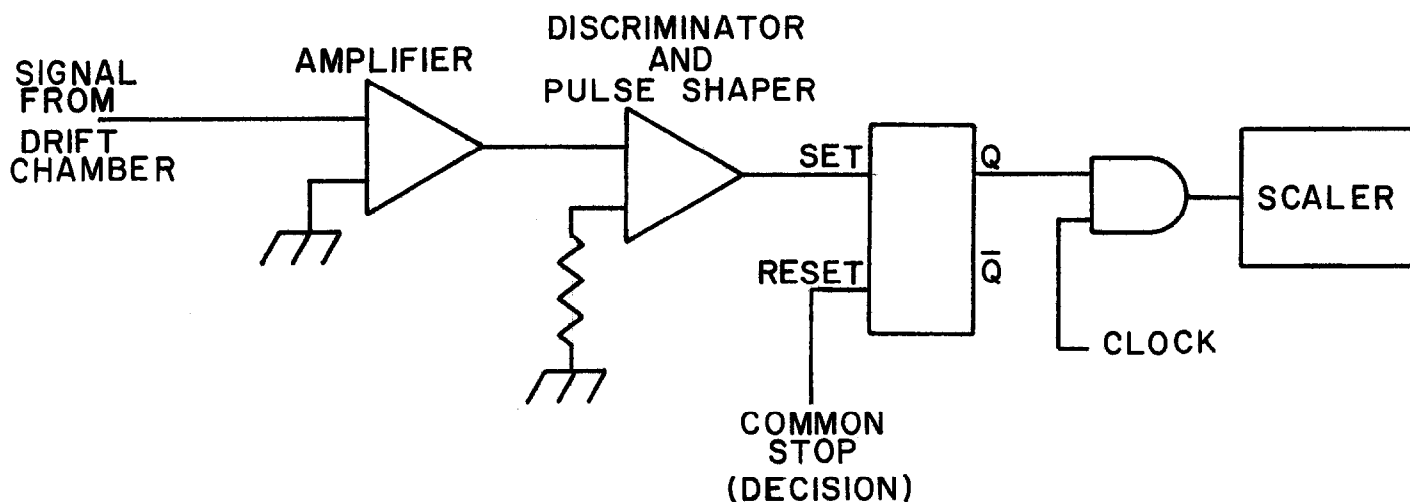 SIGNAL
FROM
DRIFT
CHAMBER
AMPLIFIER
DISCRIMINATOR
AND
PULSE SHAPER
SET
RESET
Q
Q̅
COMMON
STOP
(DECISION)
CLOCK
SCALER